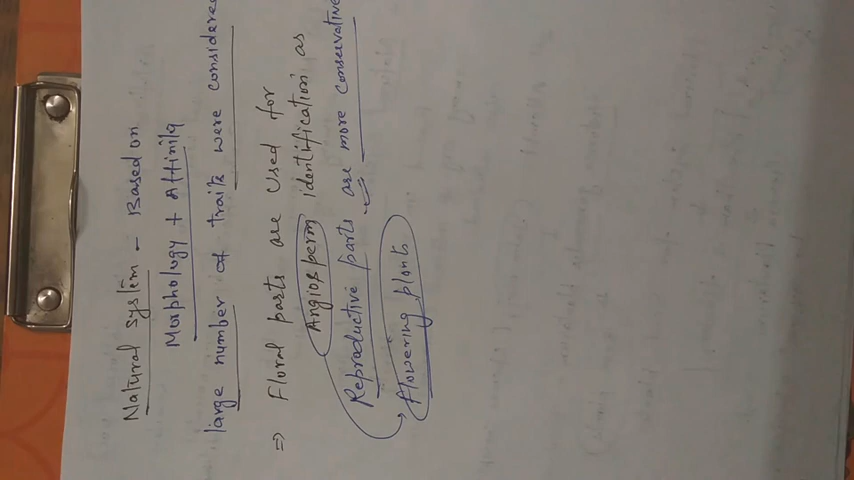 Natural system - Based on
Morphology + Affinity
large number of traits were considered
⇒ Floral parts are used for
Angiosperm identification as
Reproductive parts are more conservative
Flowering plants